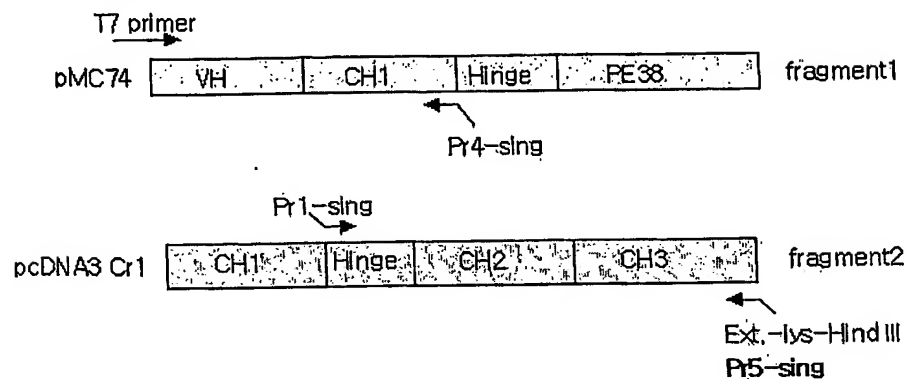 T7 primer
pMC74 VH CH1 Hinge PE38 fragment1
Pr4-sing
Pr1-sing
pcDNA3 Cr1 CH1 Hinge CH2 CH3 fragment2
Ext.-lys-Hind III
Pr5-sing